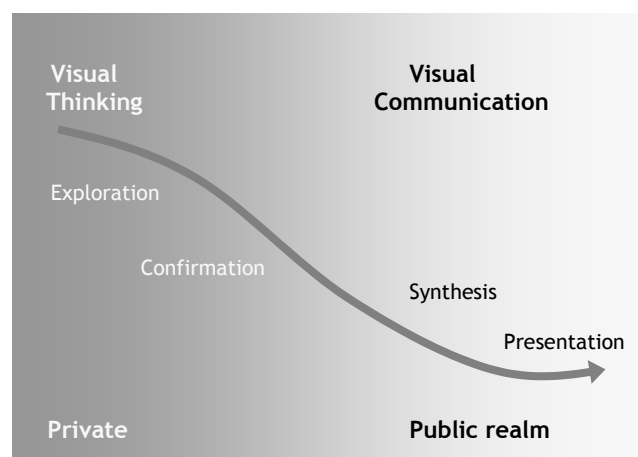 Visual
Thinking
Visual
Communication
Exploration
Confirmation
Synthesis
Presentation
Private
Public realm